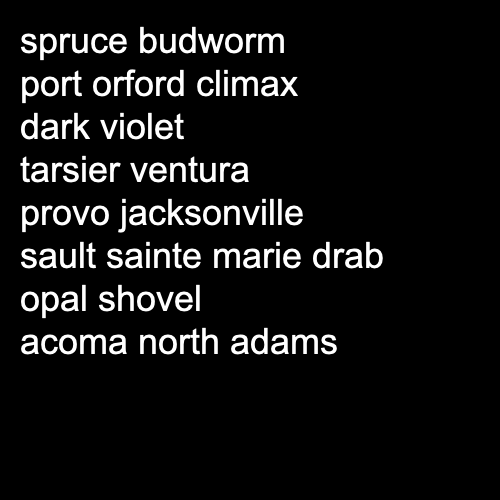 spruce budworm
port orford climax
dark violet
tarsier ventura
provo jacksonville
sault sainte marie drab
opal shovel
acoma north adams